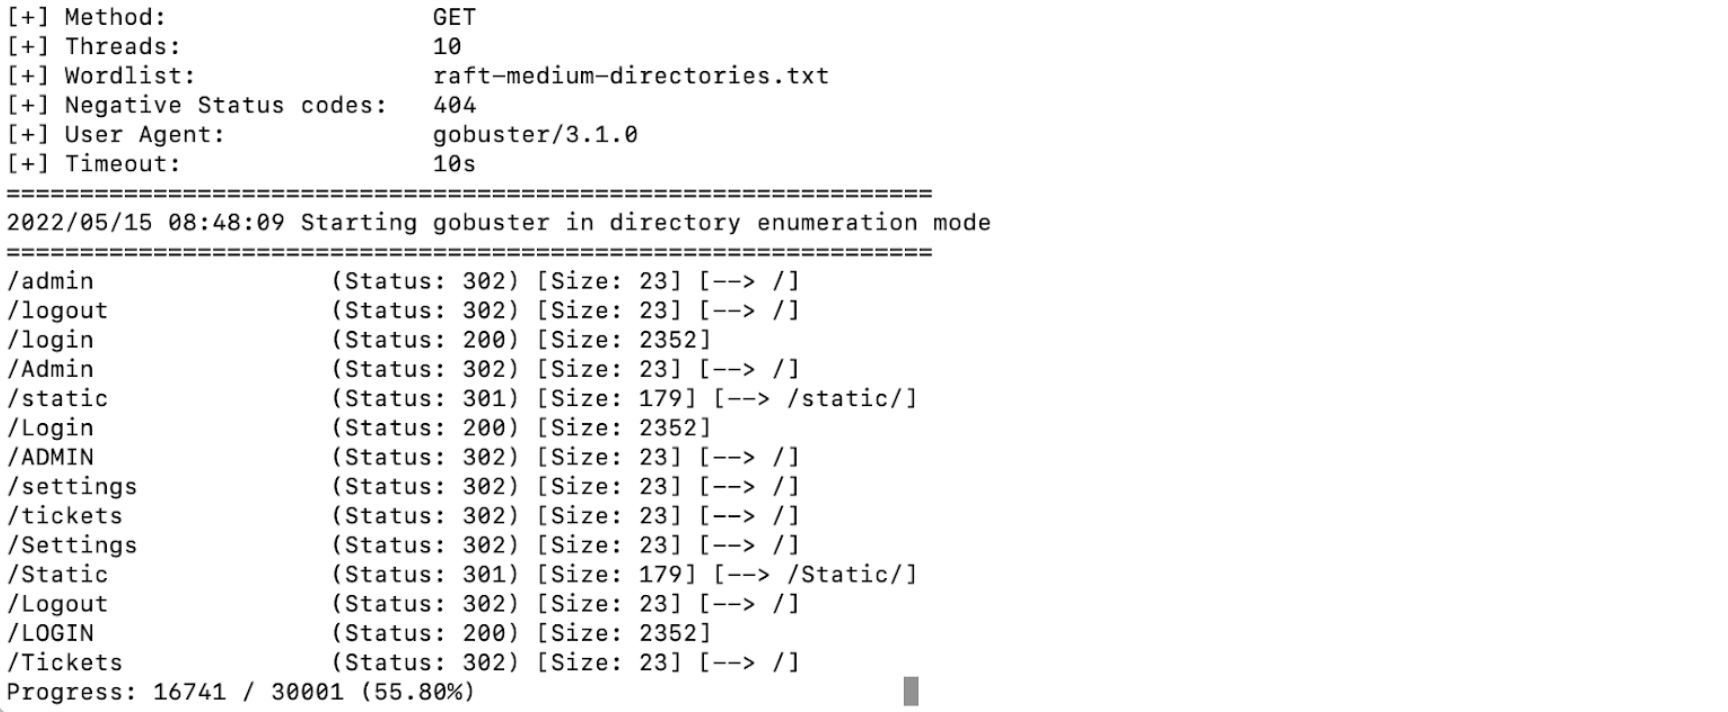 [+] Method:                  GET
[+] Threads:                 10
[+] Wordlist:                raft-medium-directories.txt
[+] Negative Status codes:   404
[+] User Agent:              gobuster/3.1.0
[+] Timeout:                 10s
===============================================================
2022/05/15 08:48:09 Starting gobuster in directory enumeration mode
===============================================================
/admin                (Status: 302) [Size: 23] [--> /]
/logout               (Status: 302) [Size: 23] [--> /]
/login                (Status: 200) [Size: 2352]
/Admin                (Status: 302) [Size: 23] [--> /]
/static               (Status: 301) [Size: 179] [--> /static/]
/Login                (Status: 200) [Size: 2352]
/ADMIN                (Status: 302) [Size: 23] [--> /]
/settings             (Status: 302) [Size: 23] [--> /]
/tickets              (Status: 302) [Size: 23] [--> /]
/Settings             (Status: 302) [Size: 23] [--> /]
/Static               (Status: 301) [Size: 179] [--> /Static/]
/Logout               (Status: 302) [Size: 23] [--> /]
/LOGIN                (Status: 200) [Size: 2352]
/Tickets              (Status: 302) [Size: 23] [--> /]
Progress: 16741 / 30001 (55.80%)